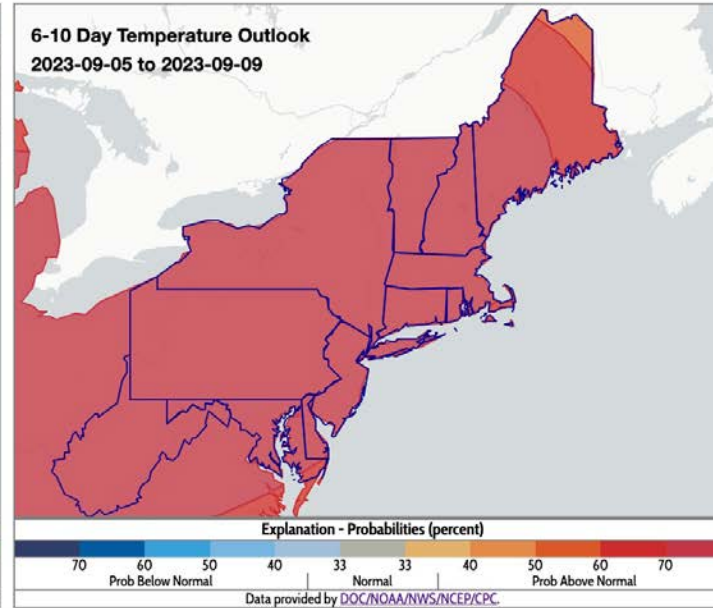 6-10 Day Temperature Outlook
2023-09-05 to 2023-09-09
Explanation - Probabilities (percent)
70 60 50 40 33 33 40 50 60 70
Prob Below Normal Normal Prob Above Normal
Data provided by DOC/NOAA/NWS/NCEP/CPC.